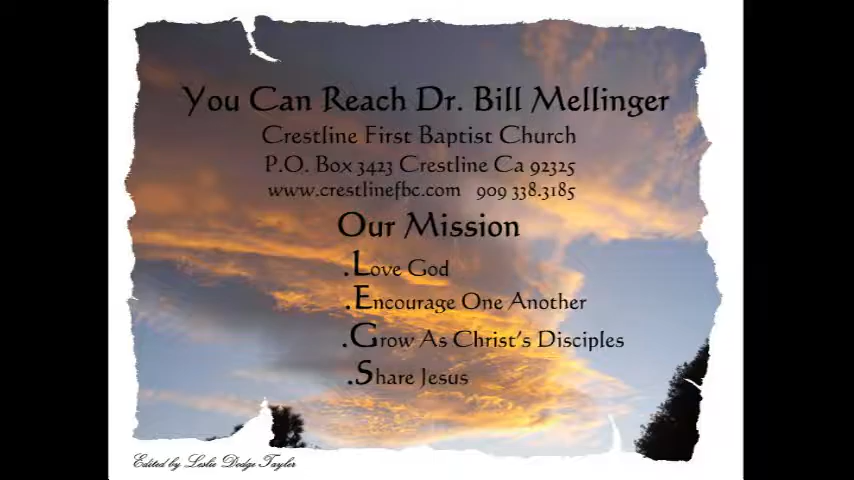 You Can Reach Dr. Bill Mellinger
Crestline First Baptist Church
P.O. Box 3423 Crestline Ca 92325
www.crestlinefbc.com 909 338.3185
Our Mission
.Love God
.Encourage One Another
.Grow As Christ's Disciples
.Share Jesus
Edited by Leslie Dodge Taylor